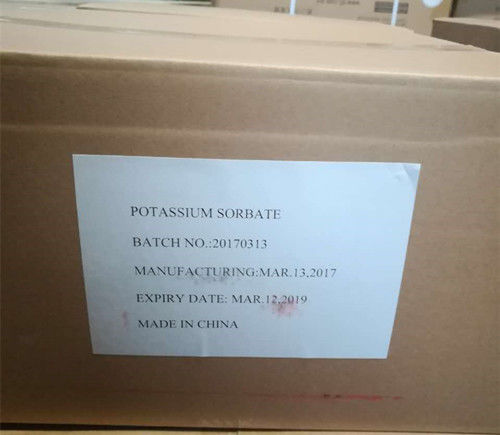 POTASSIUM SORBATE
BATCH NO.:20170313
MANUFACTURING:MAR.13,2017
EXPIRY DATE: MAR.12,2019
MADE IN CHINA